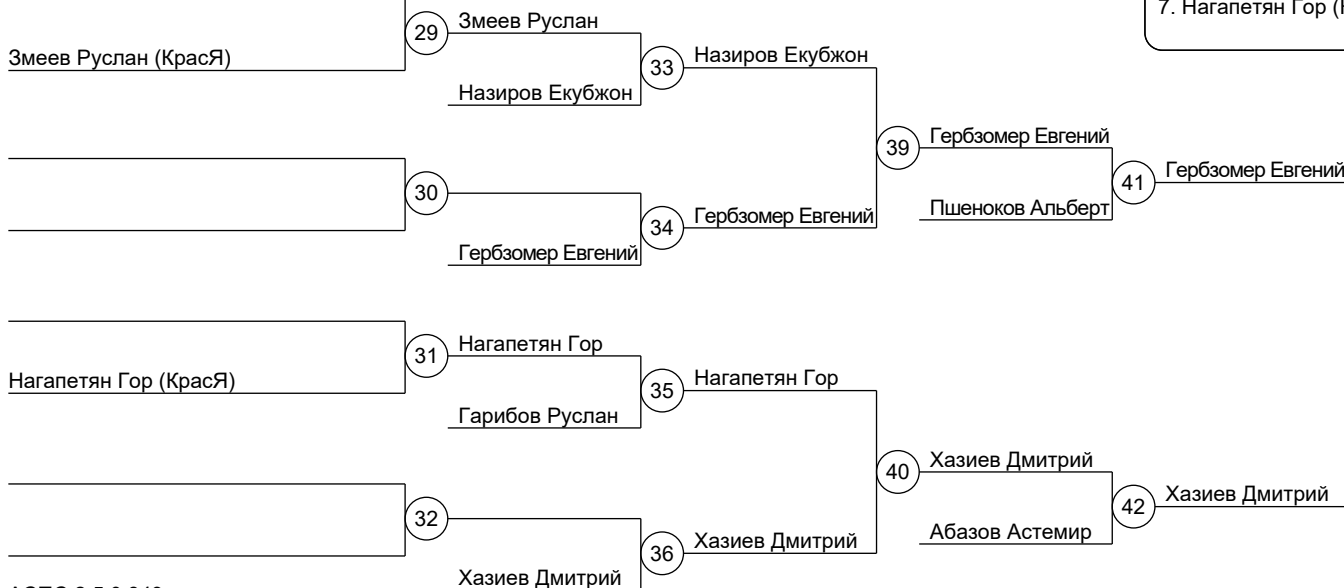 7. Нагапетян Гор
29
Змеев Руслан
Змеев Руслан (КрасЯ)
33
Назиров Екубжон
Назиров Екубжон
39
Гербзомер Евгений
41
Гербзомер Евгений
30
34
Гербзомер Евгений
Пшеноков Альберт
Гербзомер Евгений
31
Нагапетян Гор
Нагапетян Гор (КрасЯ)
35
Нагапетян Гор
Гарибов Руслан
40
Хазиев Дмитрий
42
Хазиев Дмитрий
32
36
Хазиев Дмитрий
Абазов Астемир
Хазиев Дмитрий